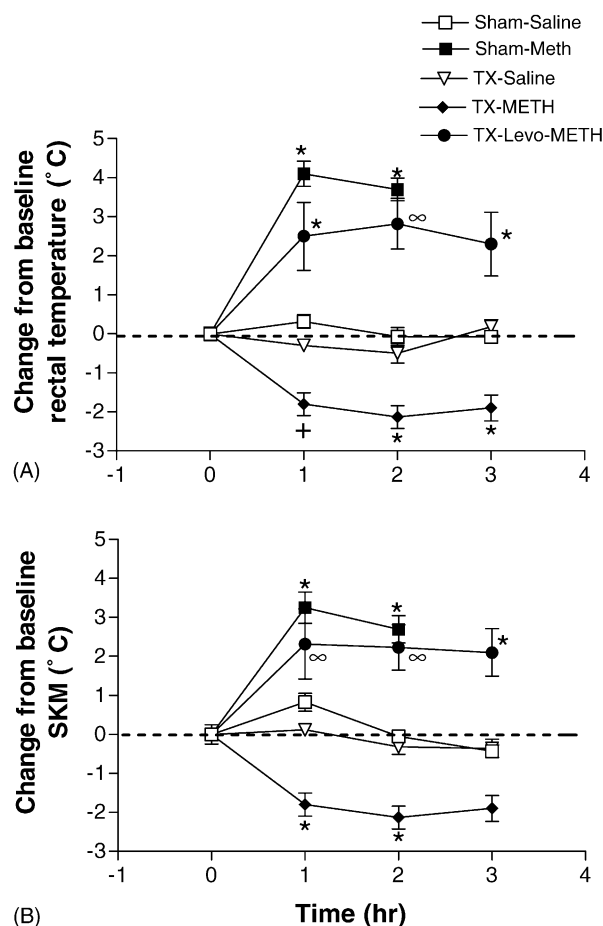 Sham-Saline
Sham-Meth
TX-Saline
TX-METH
TX-Levo-METH
Change from baseline
rectal temperature (°C)
5
4
3
2
1
0
-1
-2
-3
* * * ∞ * + * *
(A)
-1 0 1 2 3 4
Change from baseline
SKM (°C)
5
4
3
2
1
0
-1
-2
-3
* * ∞ ∞ * * *
-1 0 1 2 3 4
(B)
Time (hr)